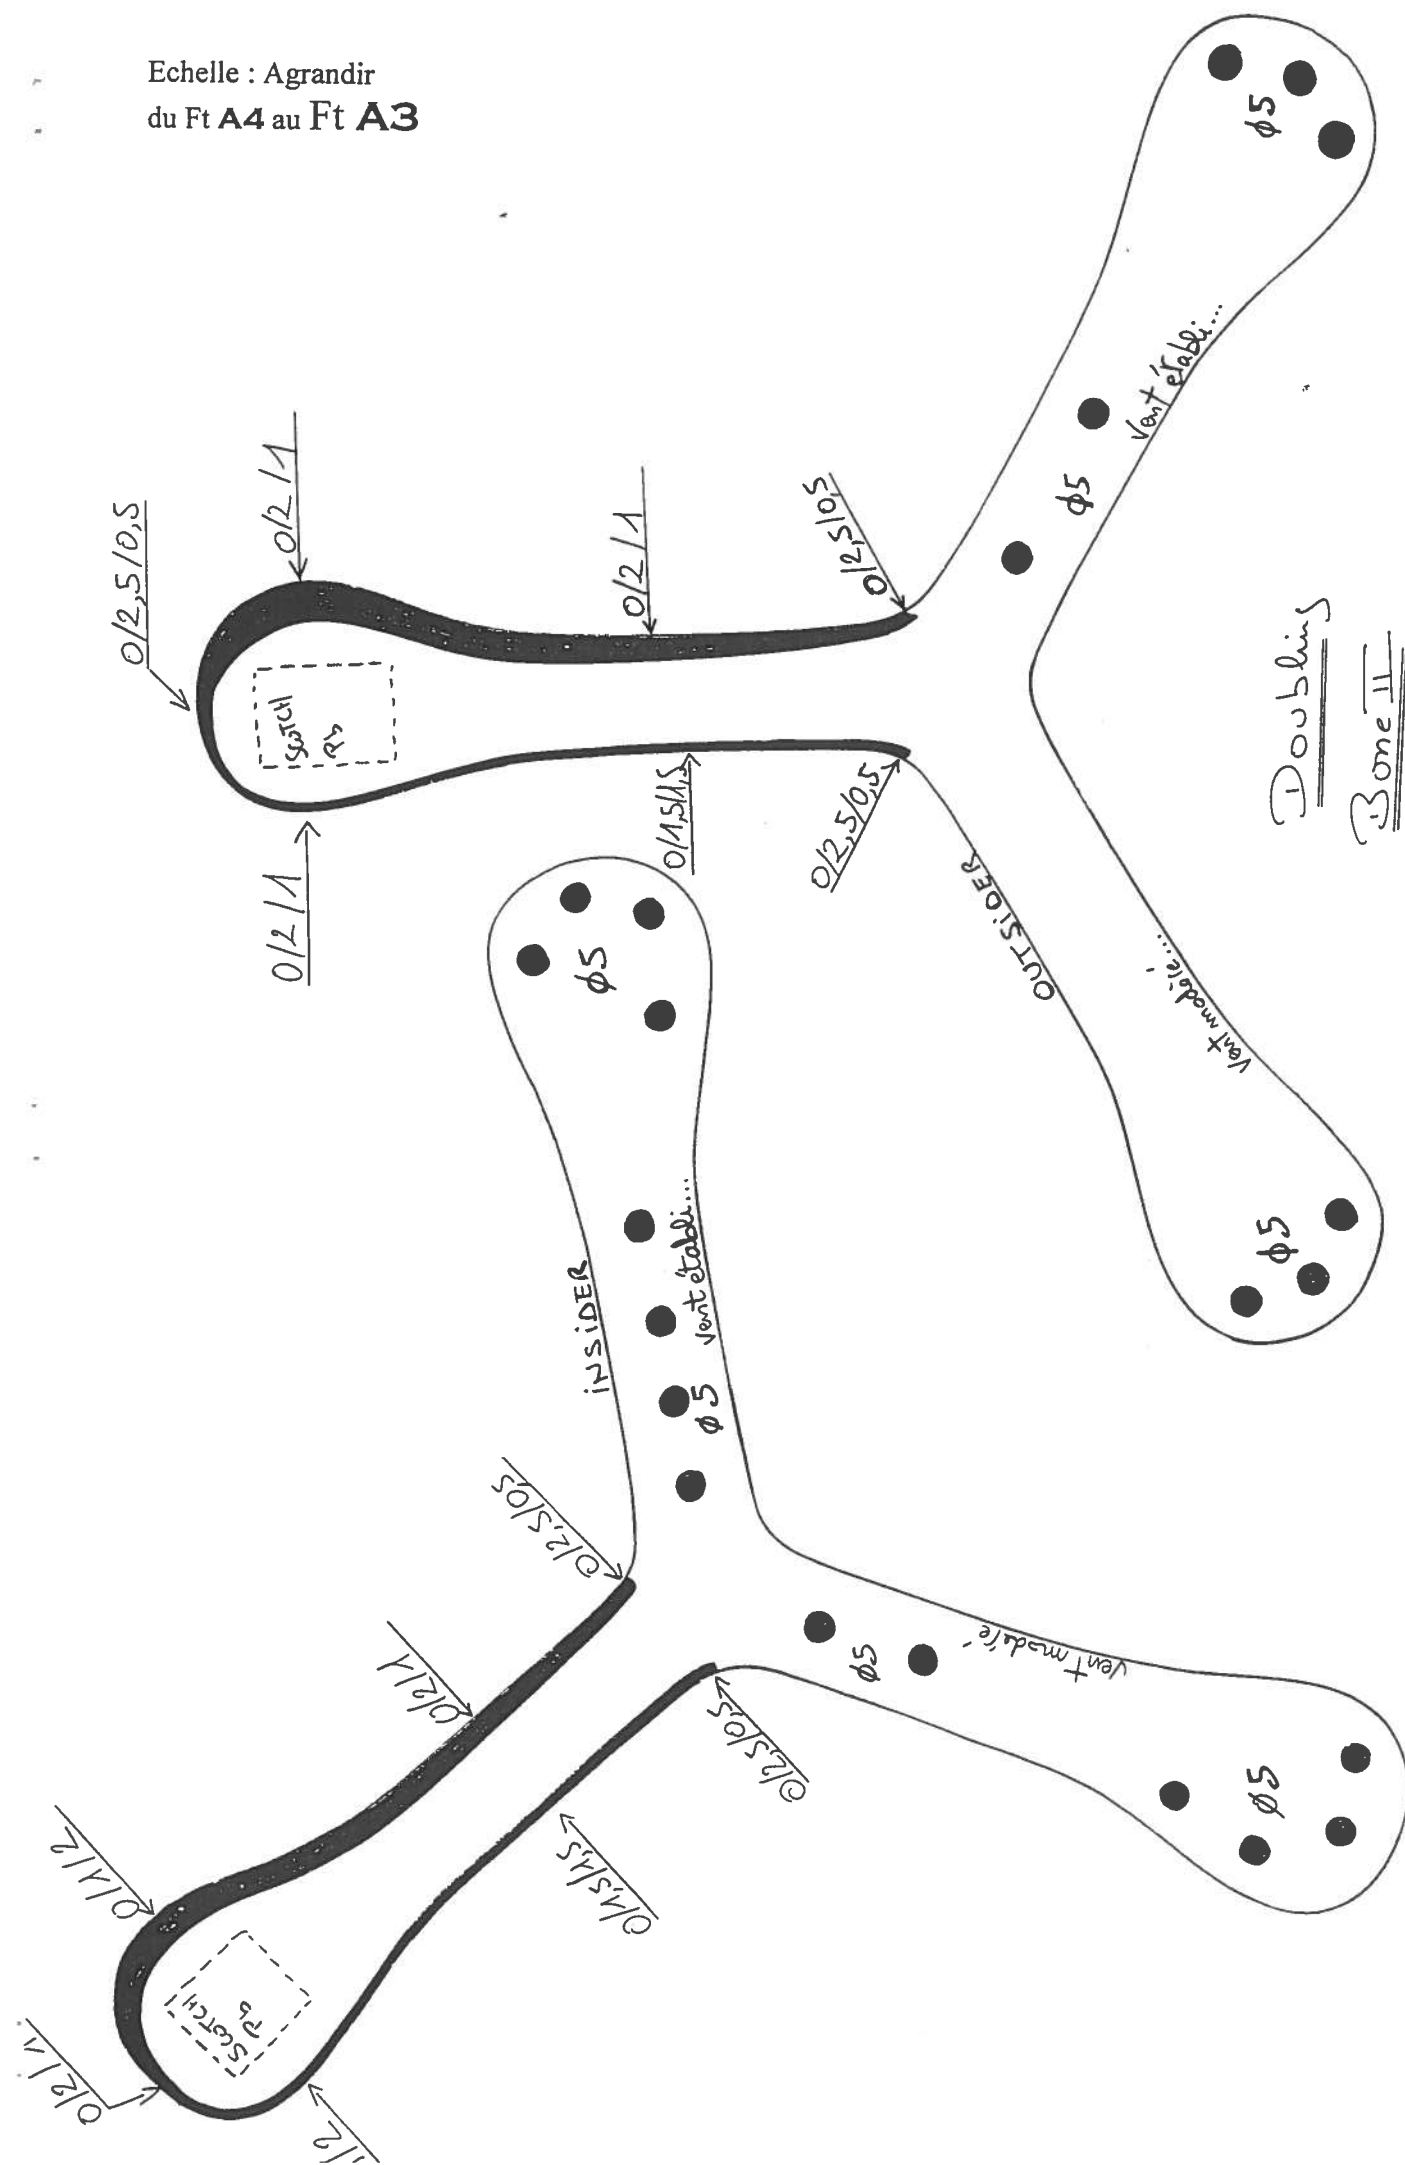 Echelle : Agrandir
du Ft A4 au Ft A3
ϕ5
vent établi...
ϕ5
0/2,5/0,5
0/2/1
0/2/1
0/2,5/0,5
SCOTCH
Pb
0/2/1
0/1,5/1,5
0/2,5/0,5
OUTSiDER
vent modéré...
ϕ5
Doubling
Bone II
ϕ5
iNSiDER
vent établi...
ϕ5
0/2,5/0,5
0/2/1
0/1/2
0/2/1
SCOTCH
Pb
0/1,5/1,5
0/2,5/0,5
ϕ5
vent modéré
ϕ5